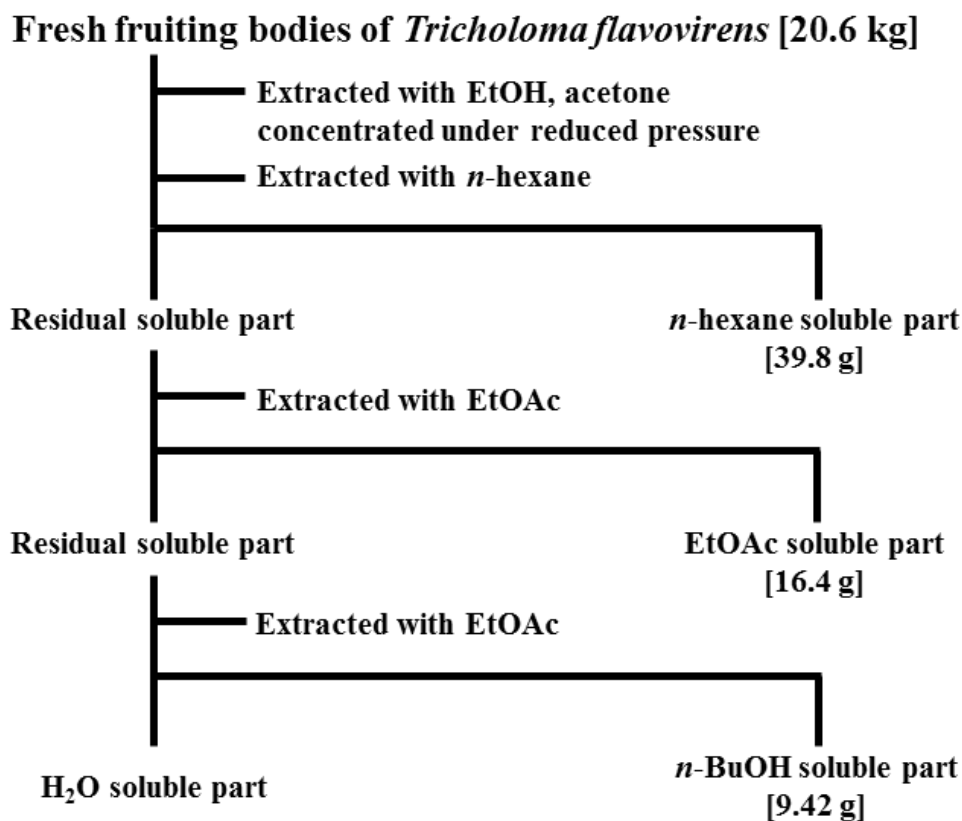 Fresh fruiting bodies of Tricholoma flavovirens [20.6 kg]
Extracted with EtOH, acetone
concentrated under reduced pressure
Extracted with n-hexane
Residual soluble part
n-hexane soluble part
[39.8 g]
Extracted with EtOAc
Residual soluble part
EtOAc soluble part
[16.4 g]
Extracted with EtOAc
H₂O soluble part
n-BuOH soluble part
[9.42 g]